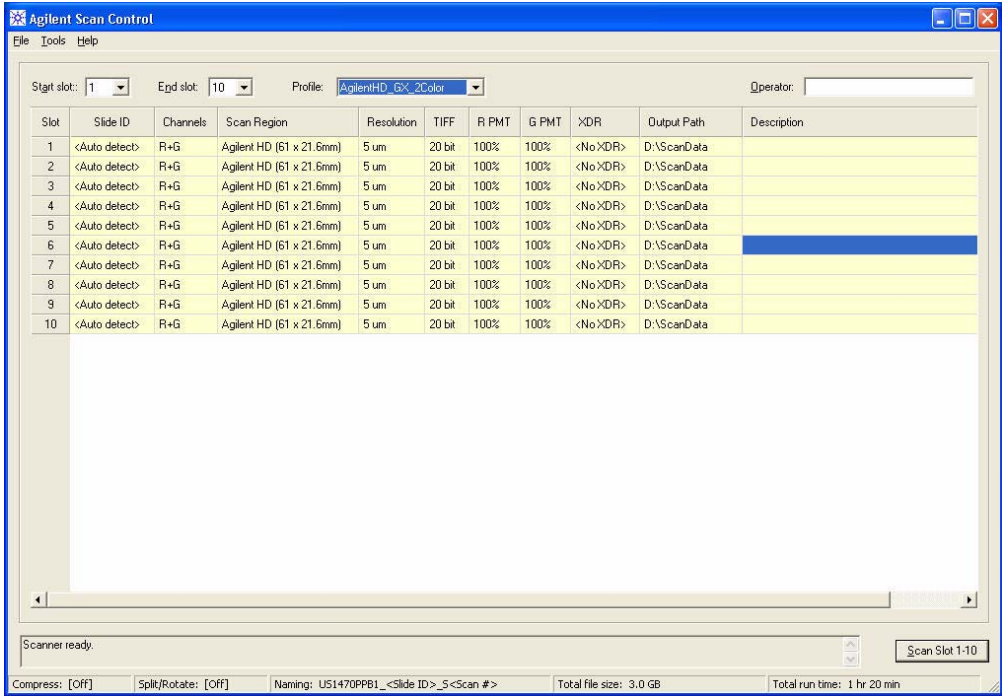 Agilent Scan Control
File Tools Help
Start slot:: 1 End slot: 10 Profile: AgilentHD_GX_2Color Operator:
Slot Slide ID Channels Scan Region Resolution TIFF R PMT G PMT XDR Output Path Description
1 <Auto detect> R+G Agilent HD (61 x 21.6mm) 5 um 20 bit 100% 100% <No XDR> D:\ScanData
2 <Auto detect> R+G Agilent HD (61 x 21.6mm) 5 um 20 bit 100% 100% <No XDR> D:\ScanData
3 <Auto detect> R+G Agilent HD (61 x 21.6mm) 5 um 20 bit 100% 100% <No XDR> D:\ScanData
4 <Auto detect> R+G Agilent HD (61 x 21.6mm) 5 um 20 bit 100% 100% <No XDR> D:\ScanData
5 <Auto detect> R+G Agilent HD (61 x 21.6mm) 5 um 20 bit 100% 100% <No XDR> D:\ScanData
6 <Auto detect> R+G Agilent HD (61 x 21.6mm) 5 um 20 bit 100% 100% <No XDR> D:\ScanData
7 <Auto detect> R+G Agilent HD (61 x 21.6mm) 5 um 20 bit 100% 100% <No XDR> D:\ScanData
8 <Auto detect> R+G Agilent HD (61 x 21.6mm) 5 um 20 bit 100% 100% <No XDR> D:\ScanData
9 <Auto detect> R+G Agilent HD (61 x 21.6mm) 5 um 20 bit 100% 100% <No XDR> D:\ScanData
10 <Auto detect> R+G Agilent HD (61 x 21.6mm) 5 um 20 bit 100% 100% <No XDR> D:\ScanData
Scanner ready.
Scan Slot 1-10
Compress: [Off] Split/Rotate: [Off] Naming: US1470PPB1_<Slide ID>_S<Scan #> Total file size: 3.0 GB Total run time: 1 hr 20 min